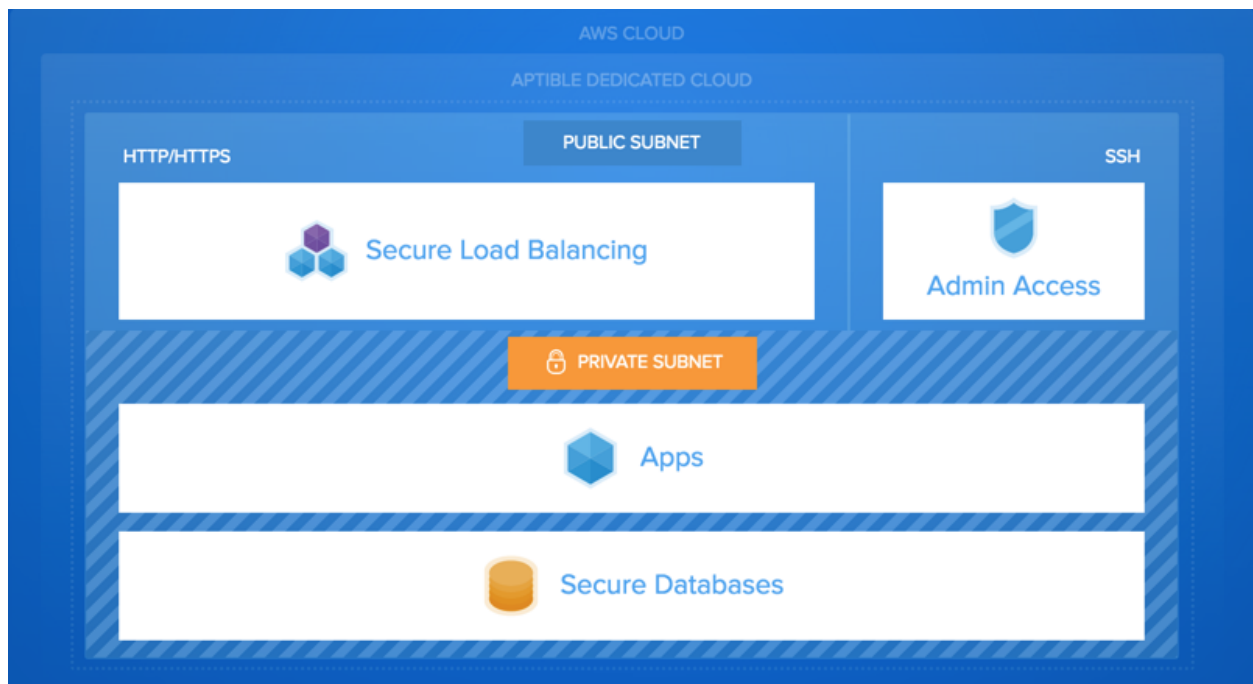 AWS CLOUD
APTIBLE DEDICATED CLOUD
PUBLIC SUBNET
HTTP/HTTPS
SSH
Secure Load Balancing
Admin Access
PRIVATE SUBNET
Apps
Secure Databases